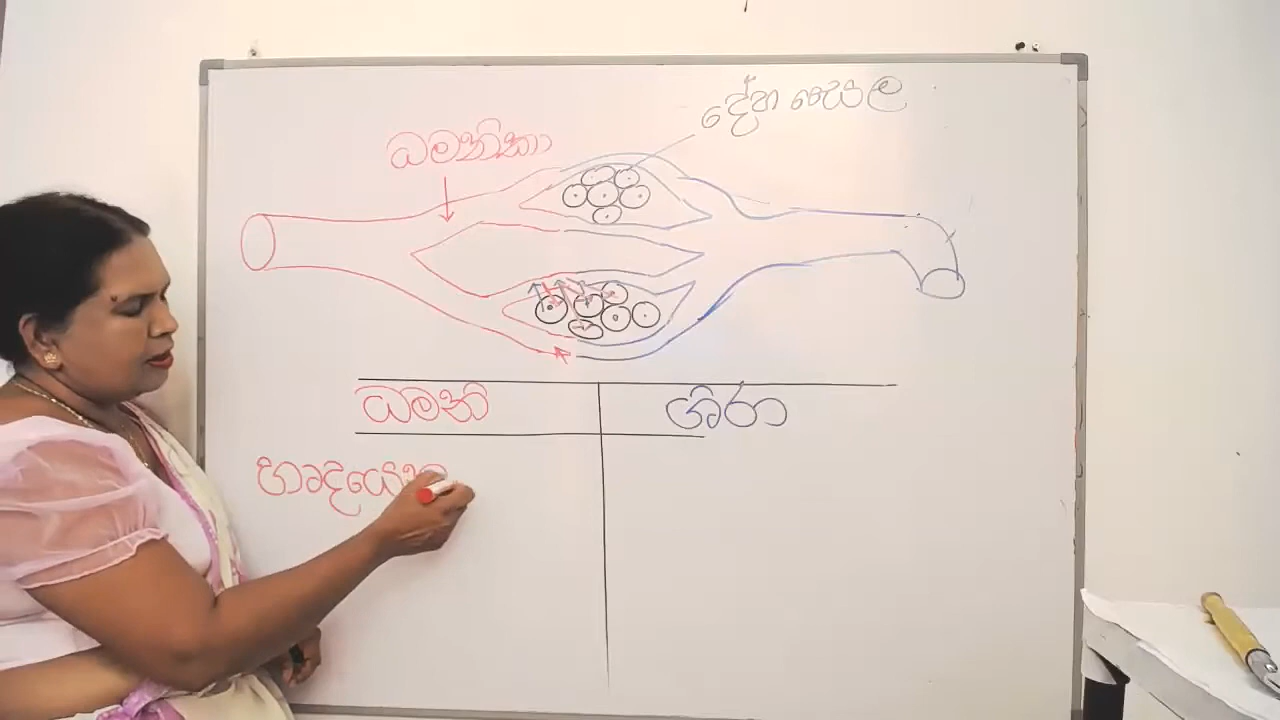 දේහ සෛල
ධමනිකා
ධමනි
ශිරා